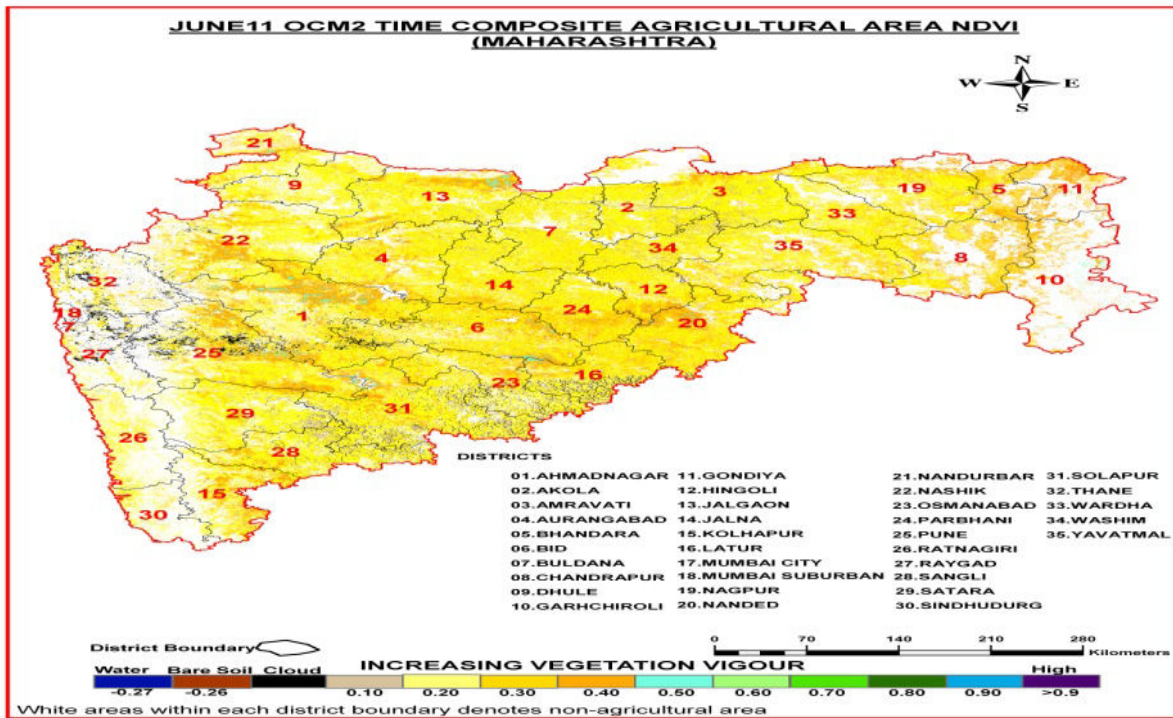 JUNE11 OCM2 TIME COMPOSITE AGRICULTURAL AREA NDVI
(MAHARASHTRA)
N
W E
S
21
9
13
2
3
19
5
11
33
7
22
34
35
8
4
10
32
14
12
24
1
18
20
6
7
27
25
16
23
31
29
26
28
15
30
DISTRICTS
01.AHMADNAGAR 11.GONDIYA 21.NANDURBAR 31.SOLAPUR
02.AKOLA 12.HINGOLI 22.NASHIK 32.THANE
03.AMRAVATI 13.JALGAON 23.OSMANABAD 33.WARDHA
04.AURANGABAD 14.JALNA 24.PARBHANI 34.WASHIM
05.BHANDARA 15.KOLHAPUR 25.PUNE 35.YAVATMAL
06.BID 16.LATUR 26.RATNAGIRI
07.BULDANA 17.MUMBAI CITY 27.RAYGAD
08.CHANDRAPUR 18.MUMBAI SUBURBAN 28.SANGLI
09.DHULE 19.NAGPUR 29.SATARA
10.GARHCHIROLI 20.NANDED 30.SINDHUDURG
District Boundary
0 70 140 210 280
Kilometers
Water Bare Soil Cloud INCREASING VEGETATION VIGOUR High
-0.27 -0.26 0.10 0.20 0.30 0.40 0.50 0.60 0.70 0.80 0.90 >0.9
White areas within each district boundary denotes non-agricultural area